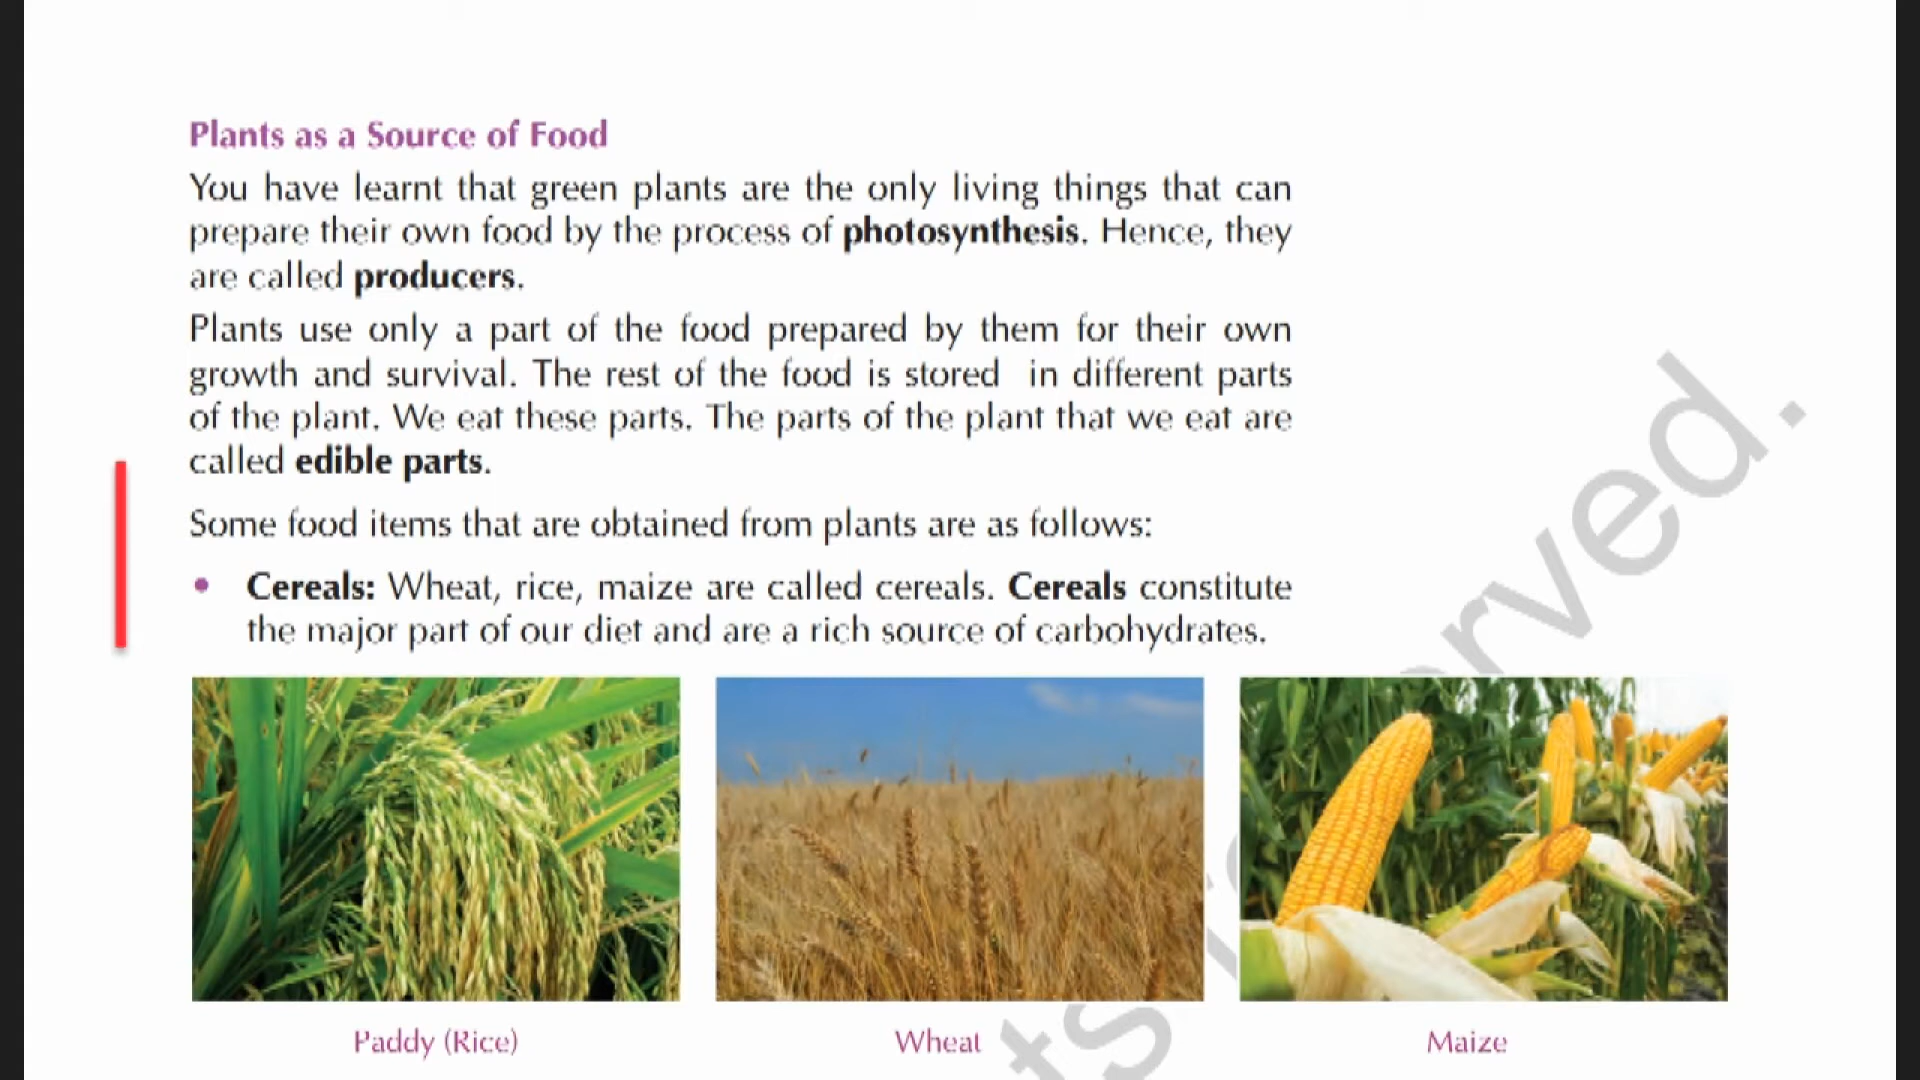 Plants as a Source of Food
You have learnt that green plants are the only living things that can
prepare their own food by the process of photosynthesis. Hence, they
are called producers.
Plants use only a part of the food prepared by them for their own
growth and survival. The rest of the food is stored in different parts
of the plant. We eat these parts. The parts of the plant that we eat are
called edible parts.
Some food items that are obtained from plants are as follows:
• Cereals: Wheat, rice, maize are called cereals. Cereals constitute
the major part of our diet and are a rich source of carbohydrates.
Paddy (Rice)
Wheat
Maize